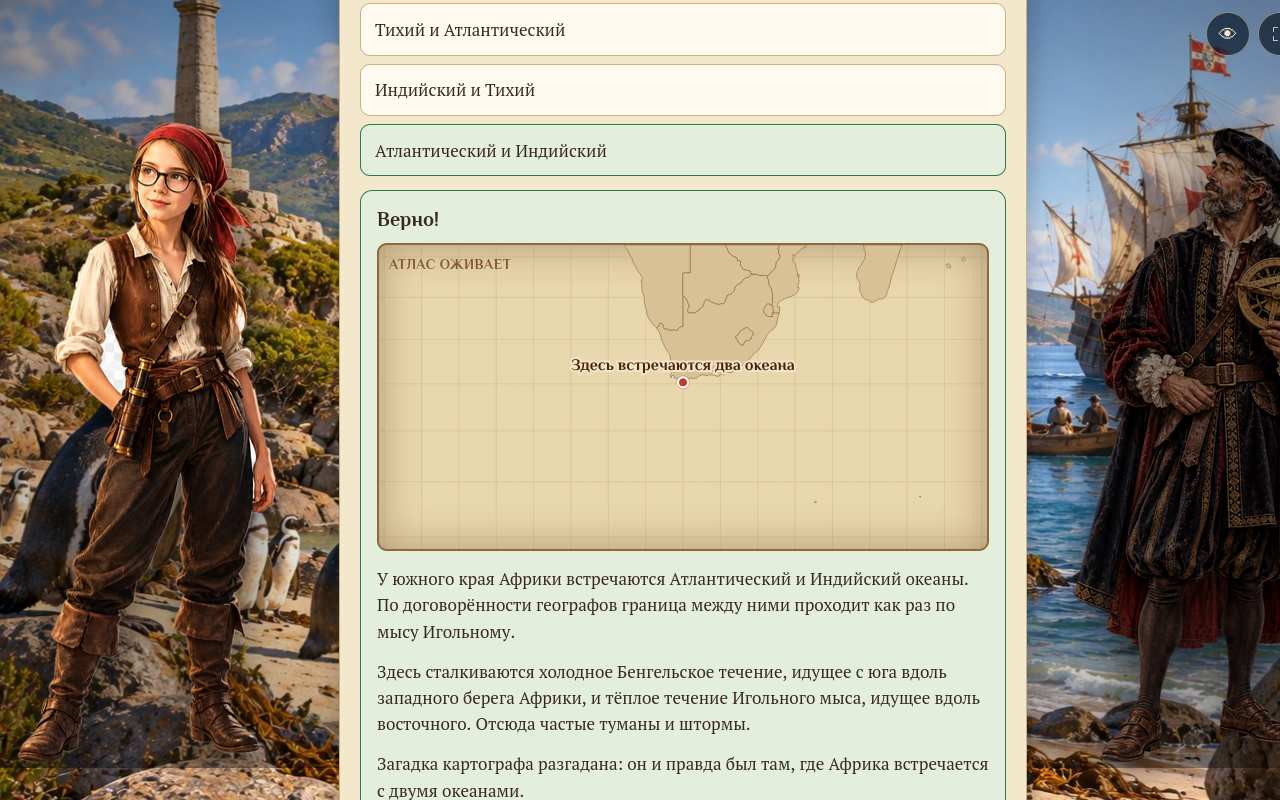 Тихий и Атлантический
Индийский и Тихий
Атлантический и Индийский
Верно!
АТЛАС ОЖИВАЕТ
Здесь встречаются два океана
У южного края Африки встречаются Атлантический и Индийский океаны.
По договорённости географов граница между ними проходит как раз по
мысу Игольному.
Здесь сталкиваются холодное Бенгельское течение, идущее с юга вдоль
западного берега Африки, и тёплое течение Игольного мыса, идущее вдоль
восточного. Отсюда частые туманы и штормы.
Загадка картографа разгадана: он и правда был там, где Африка встречается
с двумя океанами.